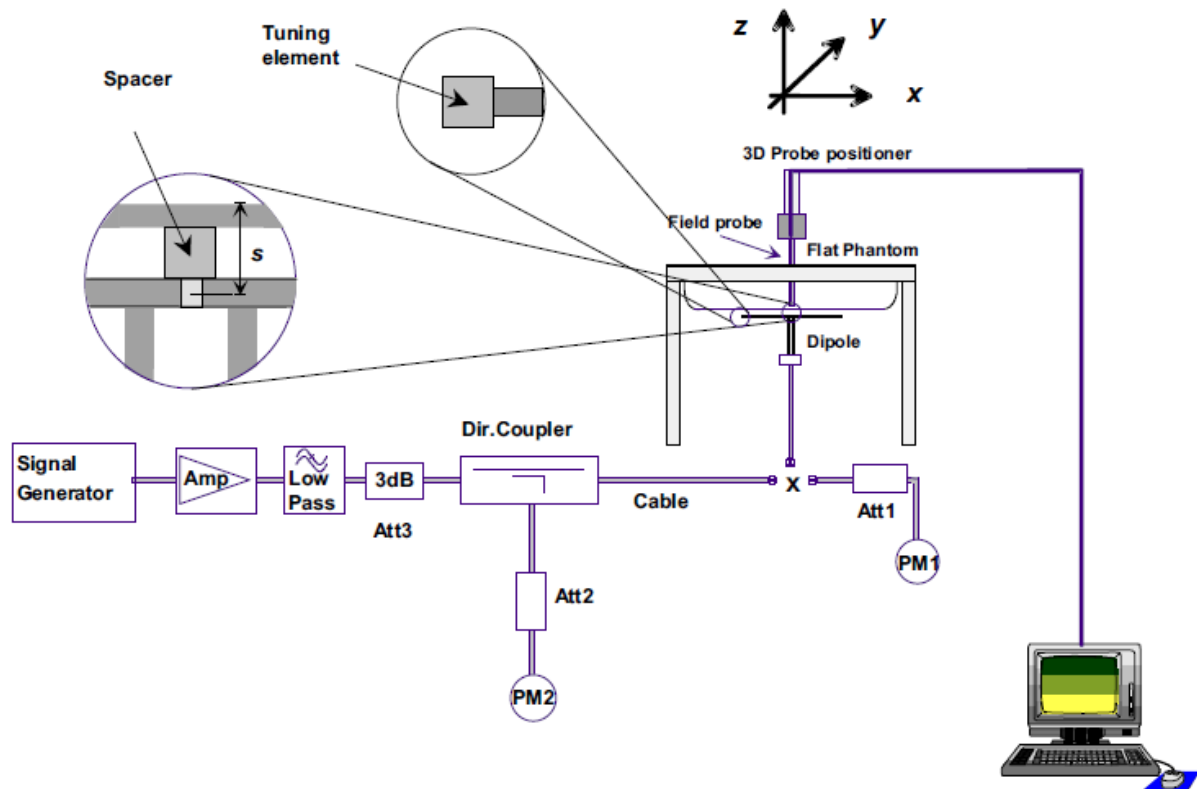 Tuning
element
z
y
x
Spacer
3D Probe positioner
s
Field probe
Flat Phantom
Dipole
Dir.Coupler
Signal
Generator
Amp
Low
Pass
3dB
Att3
Cable
X
Att1
PM1
Att2
PM2